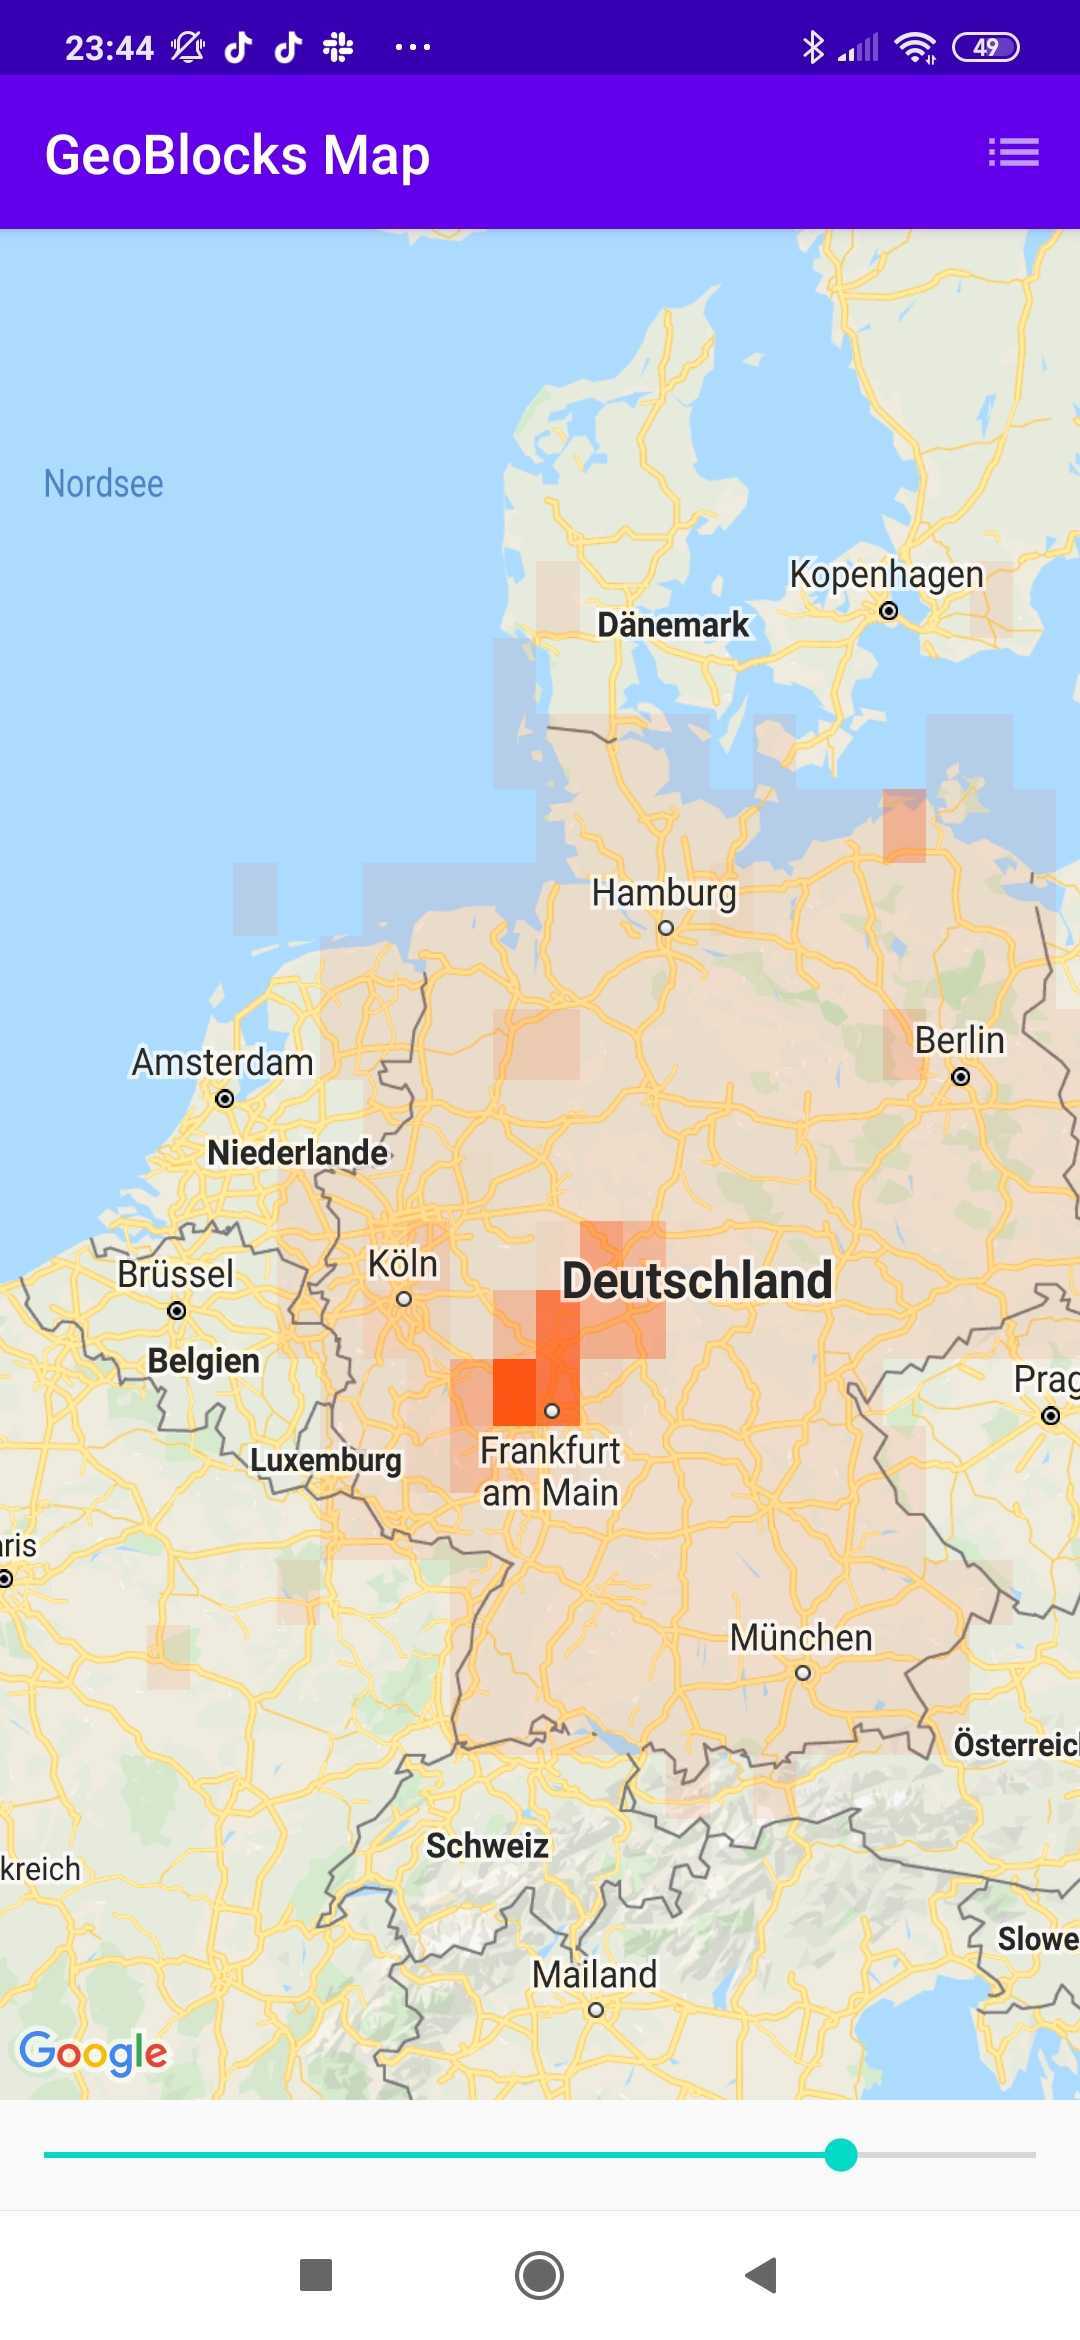 23:44
49
GeoBlocks Map
Nordsee
Kopenhagen
Dänemark
Hamburg
Berlin
Amsterdam
Niederlande
Köln
Brüssel
Deutschland
Belgien
Prag
Frankfurt
am Main
Luxemburg
aris
München
Österreic
Schweiz
kreich
Slowe
Mailand
Google